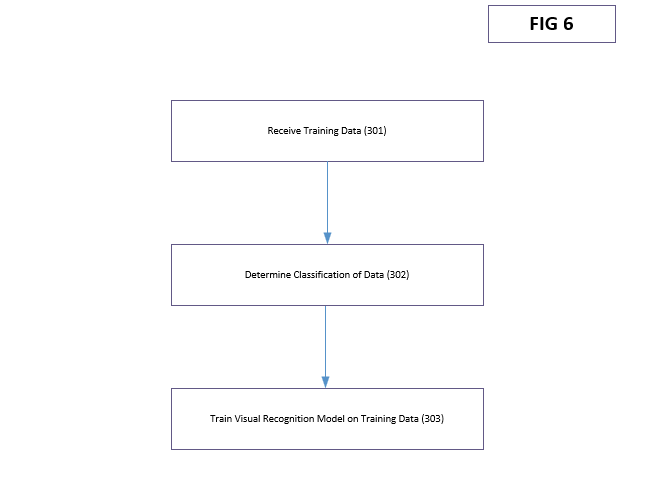 FIG 6
Receive Training Data (301)
Determine Classification of Data (302)
Train Visual Recognition Model on Training Data (303)